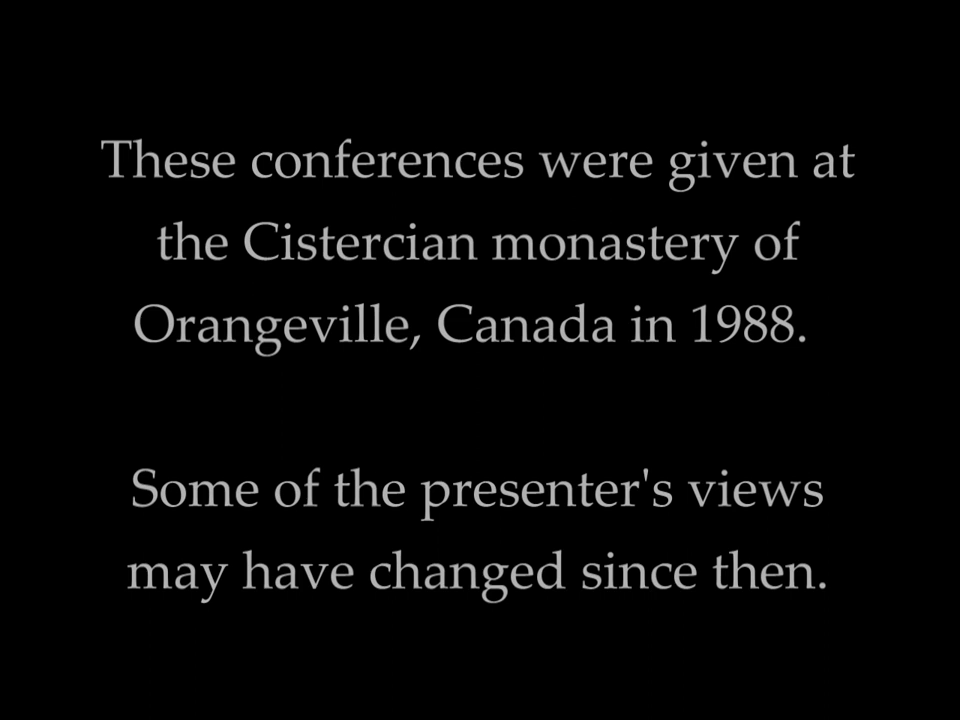 These conferences were given at
the Cistercian monastery of
Orangeville, Canada in 1988.
Some of the presenter's views
may have changed since then.